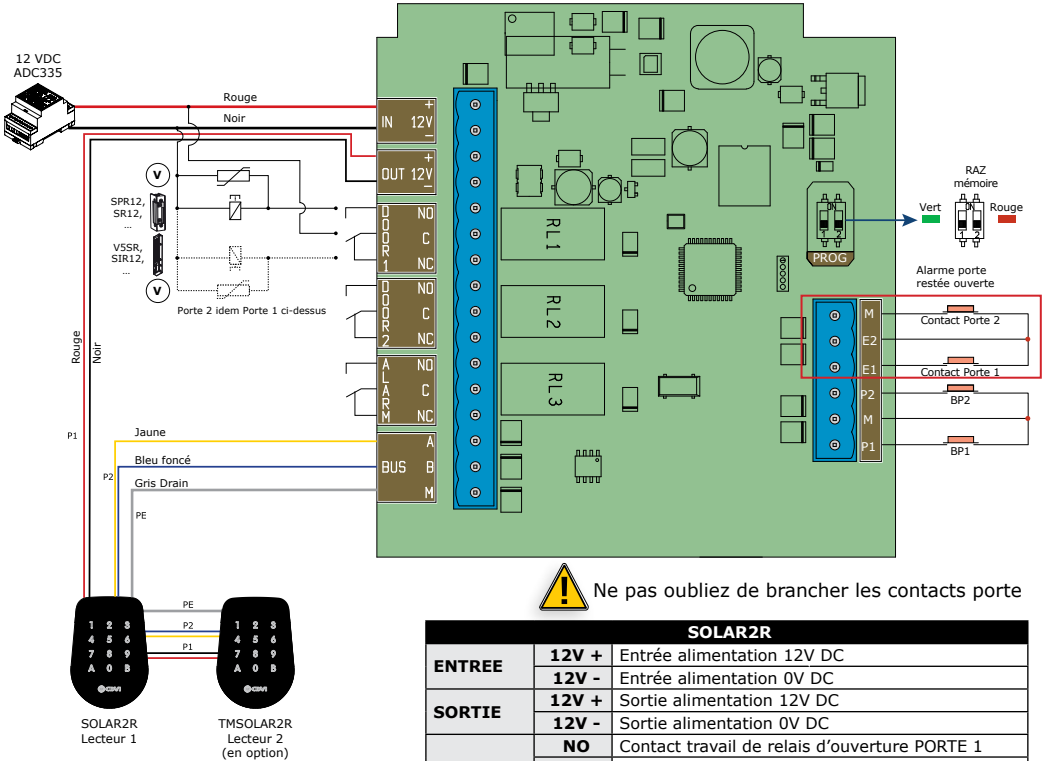 12 VDC
ADC335
Rouge
Noir
+
IN 12V
−
+
OUT 12V
−
SPR12,
SR12,
...
V
V5SR,
SIR12,
...
V
Porte 2 idem Porte 1 ci-dessus
DOOR1
NO
C
NC
DOOR2
NO
C
NC
ALARM
NO
C
NC
BUS
A
B
M
RL1
RL2
RL3
ON
1 2
PROG
RAZ
mémoire
Vert
ON
1 2
Rouge
Alarme porte
restée ouverte
M
E2
E1
P2
M
P1
Contact Porte 2
Contact Porte 1
BP2
BP1
Rouge
Noir
P1
Jaune
P2
Bleu foncé
Gris Drain
PE
PE
P2
P1
1 2 3
4 5 6
7 8 9
A 0 B
CDVI
1 2 3
4 5 6
7 8 9
A 0 B
CDVI
SOLAR2R
Lecteur 1
TMSOLAR2R
Lecteur 2
(en option)
! Ne pas oubliez de brancher les contacts porte
SOLAR2R
ENTREE
12V + Entrée alimentation 12V DC
12V - Entrée alimentation 0V DC
SORTIE
12V + Sortie alimentation 12V DC
12V - Sortie alimentation 0V DC
NO Contact travail de relais d’ouverture PORTE 1